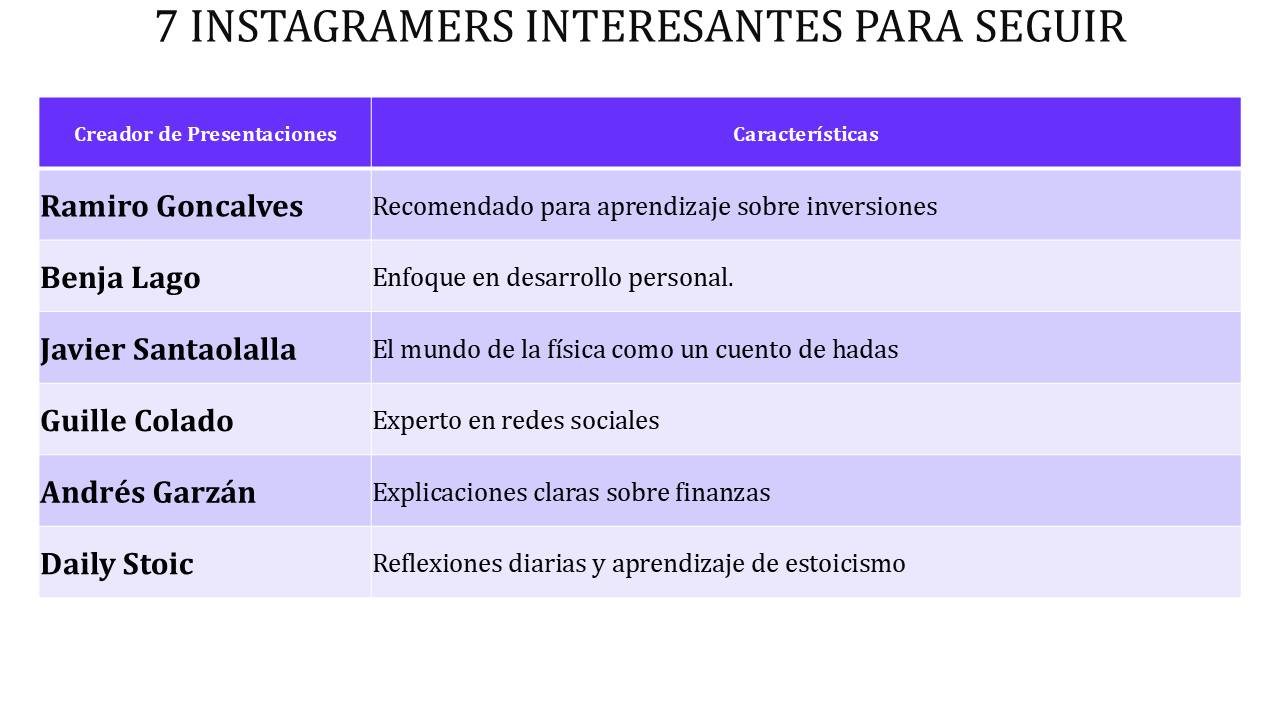 7 INSTAGRAMERS INTERESANTES PARA SEGUIR
Creador de Presentaciones Características
Ramiro Goncalves Recomendado para aprendizaje sobre inversiones
Benja Lago Enfoque en desarrollo personal.
Javier Santaolalla El mundo de la física como un cuento de hadas
Guille Colado Experto en redes sociales
Andrés Garzán Explicaciones claras sobre finanzas
Daily Stoic Reflexiones diarias y aprendizaje de estoicismo